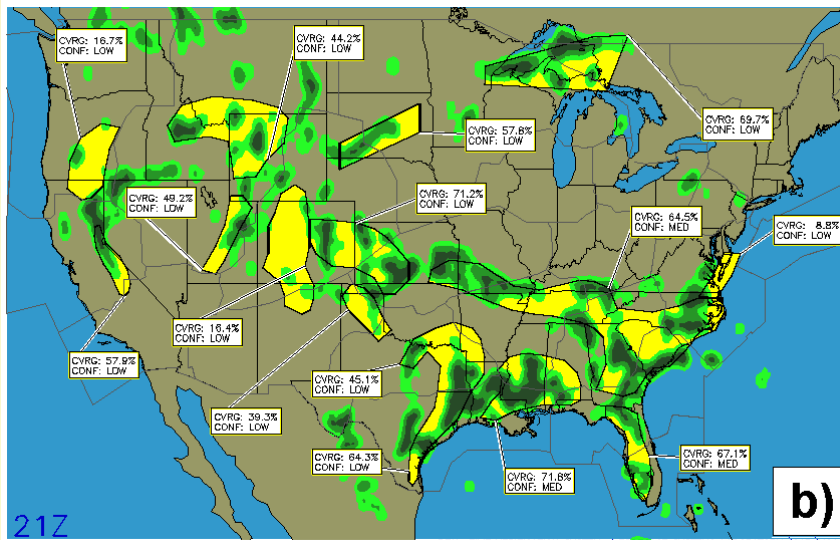 CVRG: 16.7%
CONF: LOW
CVRG: 44.2%
CONF: LOW
CVRG: 69.7%
CONF: LOW
CVRG: 57.8%
CONF: LOW
CVRG: 49.2%
CONF: LOW
CVRG: 71.2%
CONF: LOW
CVRG: 64.5%
CONF: MED
CVRG: 8.8%
CONF: LOW
CVRG: 16.4%
CONF: LOW
CVRG: 57.9%
CONF: LOW
CVRG: 45.1%
CONF: LOW
CVRG: 39.3%
CONF: LOW
CVRG: 64.3%
CONF: LOW
CVRG: 71.8%
CONF: MED
CVRG: 67.1%
CONF: MED
21Z
b)